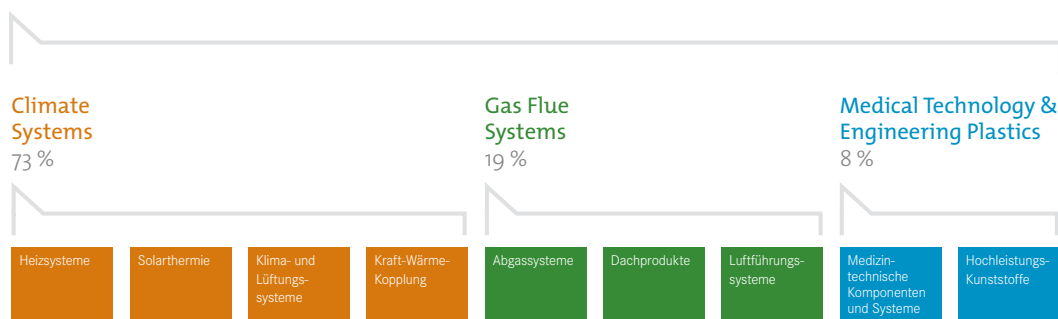 Climate
Systems
73 %
Gas Flue
Systems
19 %
Medical Technology &
Engineering Plastics
8 %
Heizsysteme
Solarthermie
Klima- und
Lüftungs-
systeme
Kraft-Wärme-
Kopplung
Abgassysteme
Dachprodukte
Luftführungs-
systeme
Medizin-
technische
Komponenten
und Systeme
Hochleistungs-
Kunststoffe